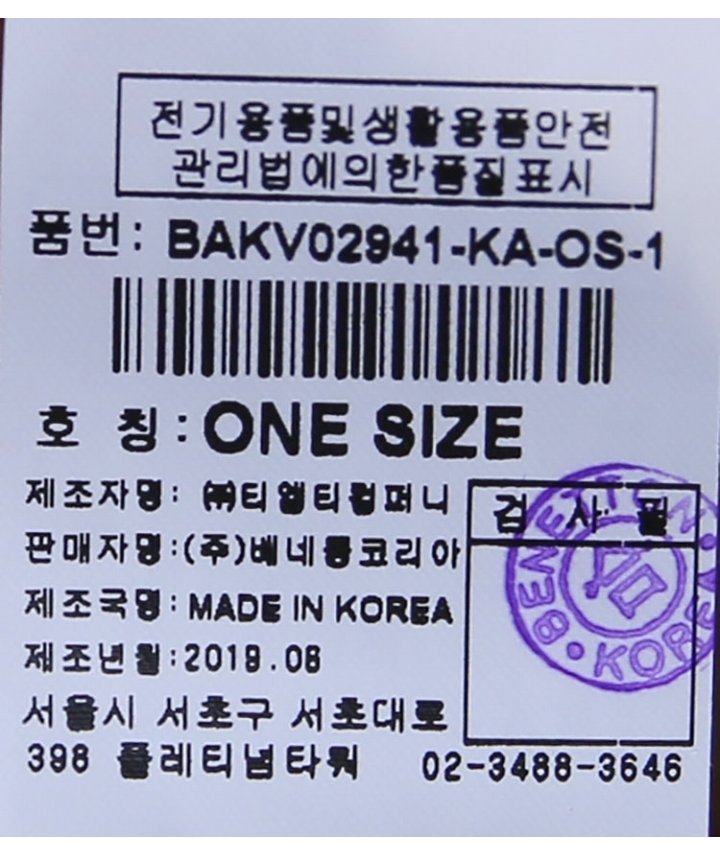 전기용품및생활용품안전
관리법에의한품질표시
품번: BAKV02941-KA-OS-1
호 칭:ONE SIZE
제조자명: ㈜티엘티컴퍼니
검 사 필
판매자명:(주)베네통코리아
BENETTON KOREA
제조국명: MADE IN KOREA
제조년월:2019.06
서울시 서초구 서초대로
398 플레티넘타워 02-3488-3646